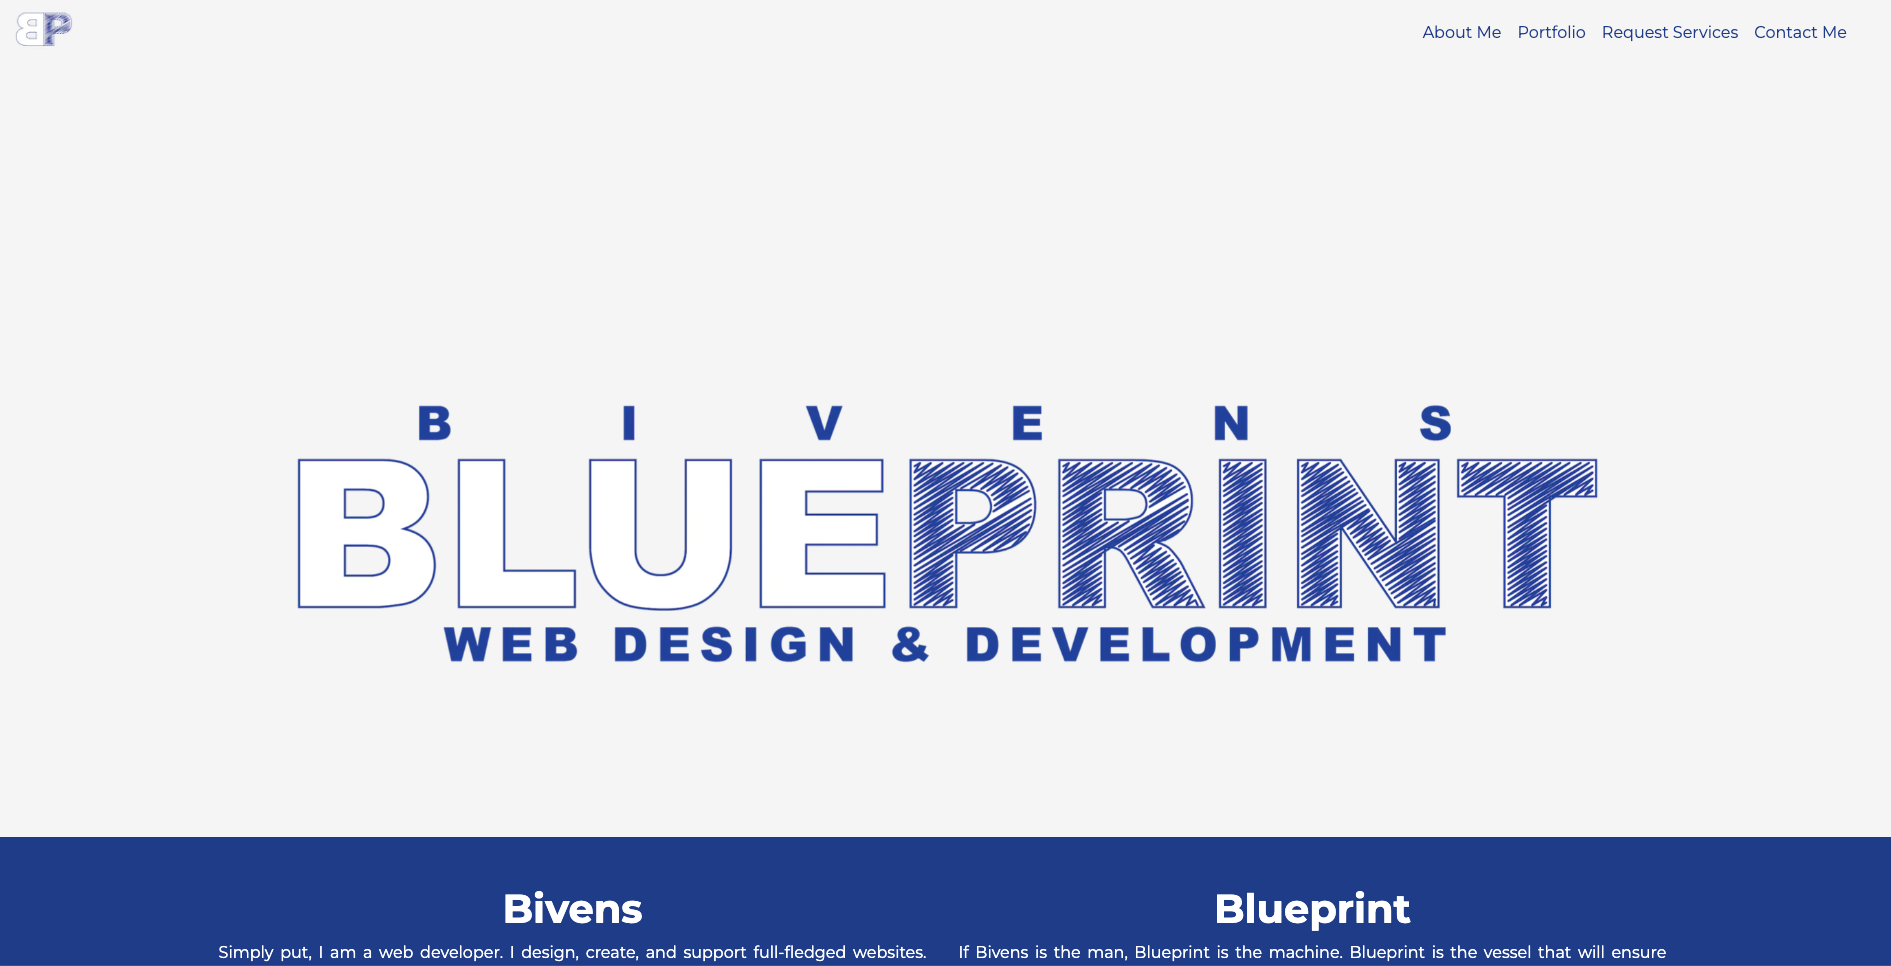 BP
About Me Portfolio Request Services Contact Me
BIVENS
BLUEPRINT
WEB DESIGN & DEVELOPMENT
Bivens
Simply put, I am a web developer. I design, create, and support full-fledged websites.
Blueprint
If Bivens is the man, Blueprint is the machine. Blueprint is the vessel that will ensure